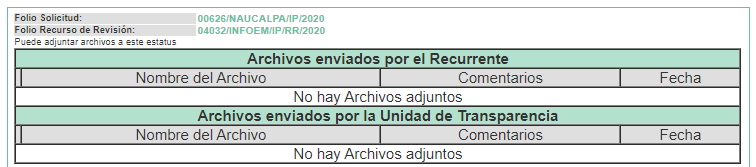 Folio Solicitud: 00626/NAUCALPA/IP/2020
Folio Recurso de Revisión: 04032/INFOEM/IP/RR/2020
Puede adjuntar archivos a este estatus
Archivos enviados por el Recurrente
Nombre del Archivo Comentarios Fecha
No hay Archivos adjuntos
Archivos enviados por la Unidad de Transparencia
Nombre del Archivo Comentarios Fecha
No hay Archivos adjuntos